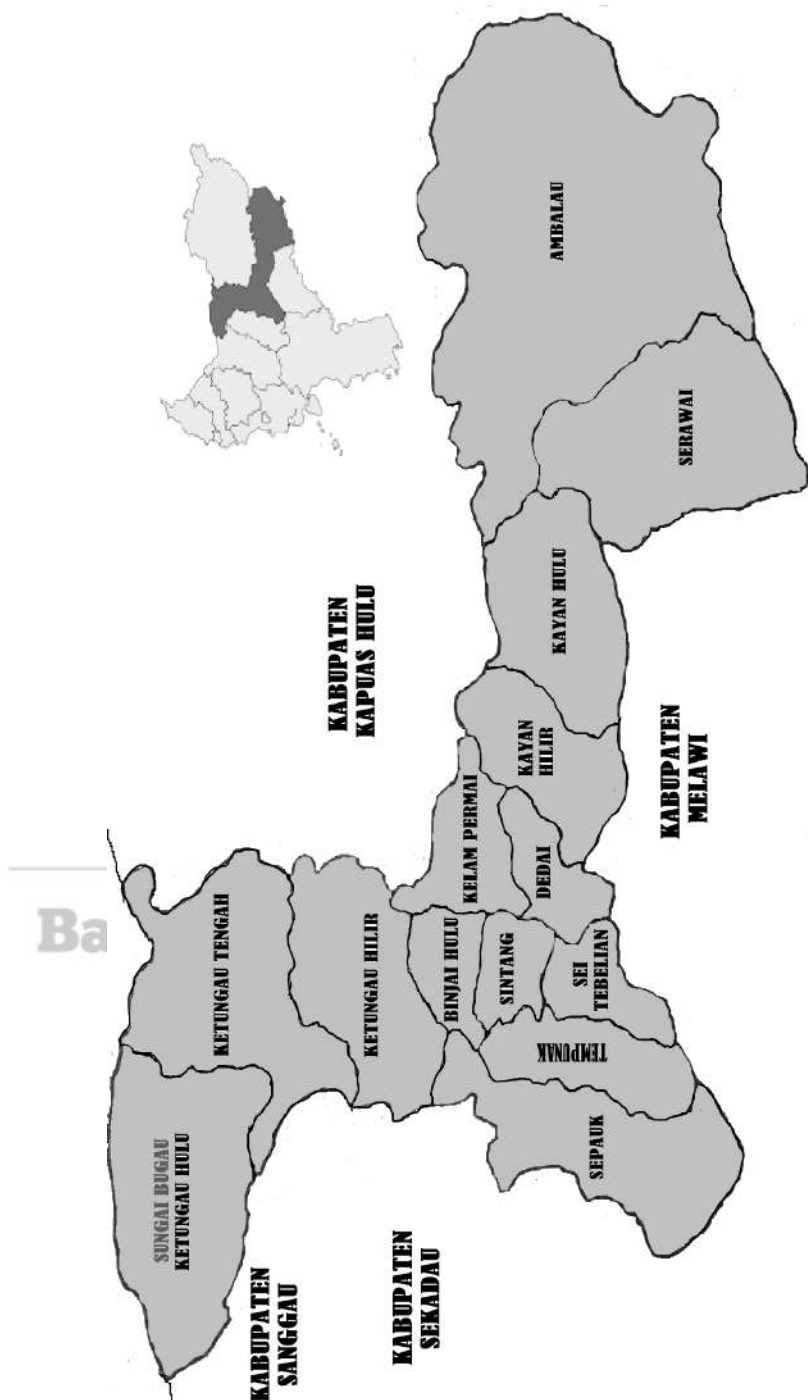 AMBALAU
SERAWAI
KAYAN HULU
KABUPATEN
KAPUAS HULU
KAYAN
HILIR
KABUPATEN
MELAWI
KELAM PERMAI
DEDAI
KETUNGAU TENGAH
KETUNGAU HILIR
BINJAI HULU
SINTANG
SEI
TEBELIAN
TEMPUNAK
SEPAUK
SUNGAI BUGAU
KETUNGAU HULU
KABUPATEN
SANGGAU
KABUPATEN
SEKADAU
Ba